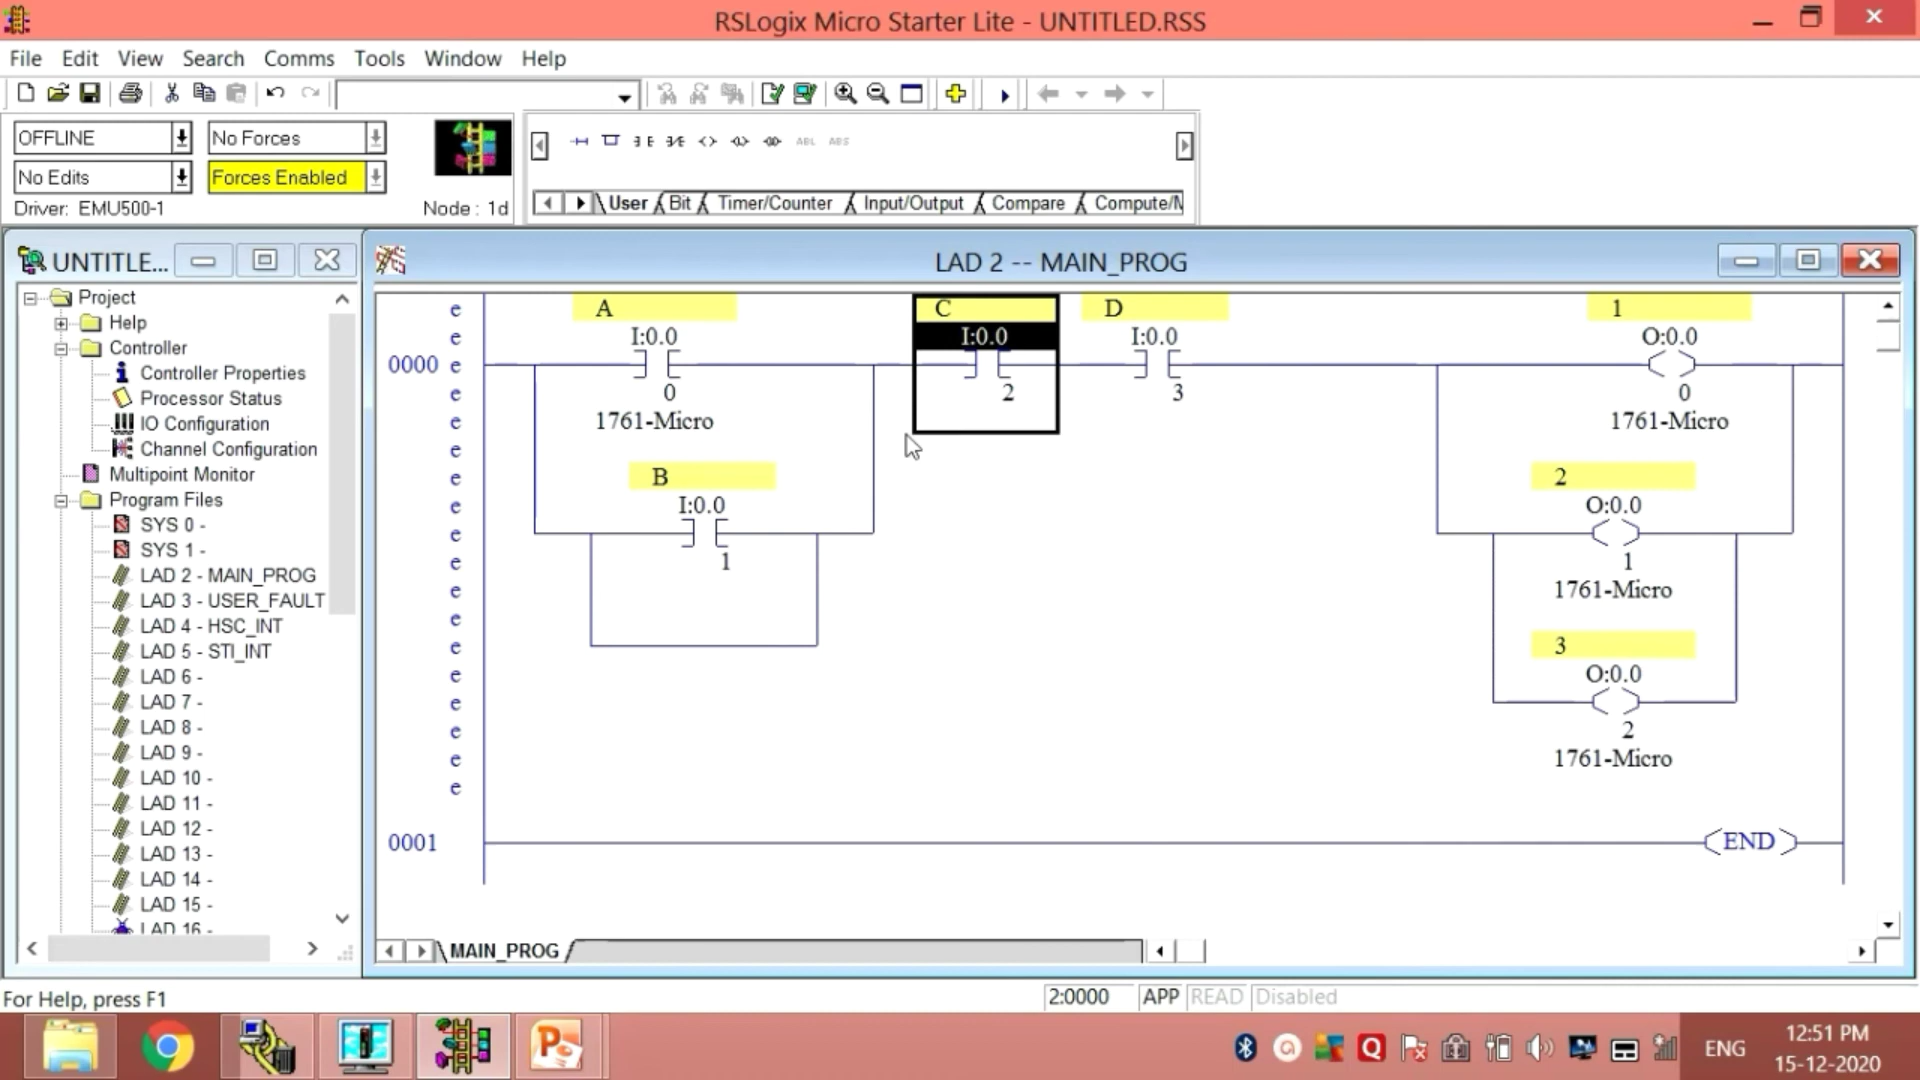 RSLogix Micro Starter Lite - UNTITLED.RSS
File Edit View Search Comms Tools Window Help
OFFLINE No Forces
No Edits Forces Enabled
Driver: EMU500-1 Node : 1d
ABL ABS
User Bit Timer/Counter Input/Output Compare Compute/M
UNTITLE...
Project
Help
Controller
Controller Properties
Processor Status
IO Configuration
Channel Configuration
Multipoint Monitor
Program Files
SYS 0 -
SYS 1 -
LAD 2 - MAIN_PROG
LAD 3 - USER_FAULT
LAD 4 - HSC_INT
LAD 5 - STI_INT
LAD 6 -
LAD 7 -
LAD 8 -
LAD 9 -
LAD 10 -
LAD 11 -
LAD 12 -
LAD 13 -
LAD 14 -
LAD 15 -
LAD 16 -
LAD 2 -- MAIN_PROG
e A C D 1
e I:0.0 I:0.0 I:0.0 O:0.0
0000 e
e 0 2 3 0
e 1761-Micro 1761-Micro
e
e B 2
e I:0.0 O:0.0
e
e 1 1
e 1761-Micro
e
e 3
e O:0.0
e
e 2
e 1761-Micro
e
0001 END
MAIN_PROG
For Help, press F1 2:0000 APP READ Disabled
ENG 12:51 PM
15-12-2020